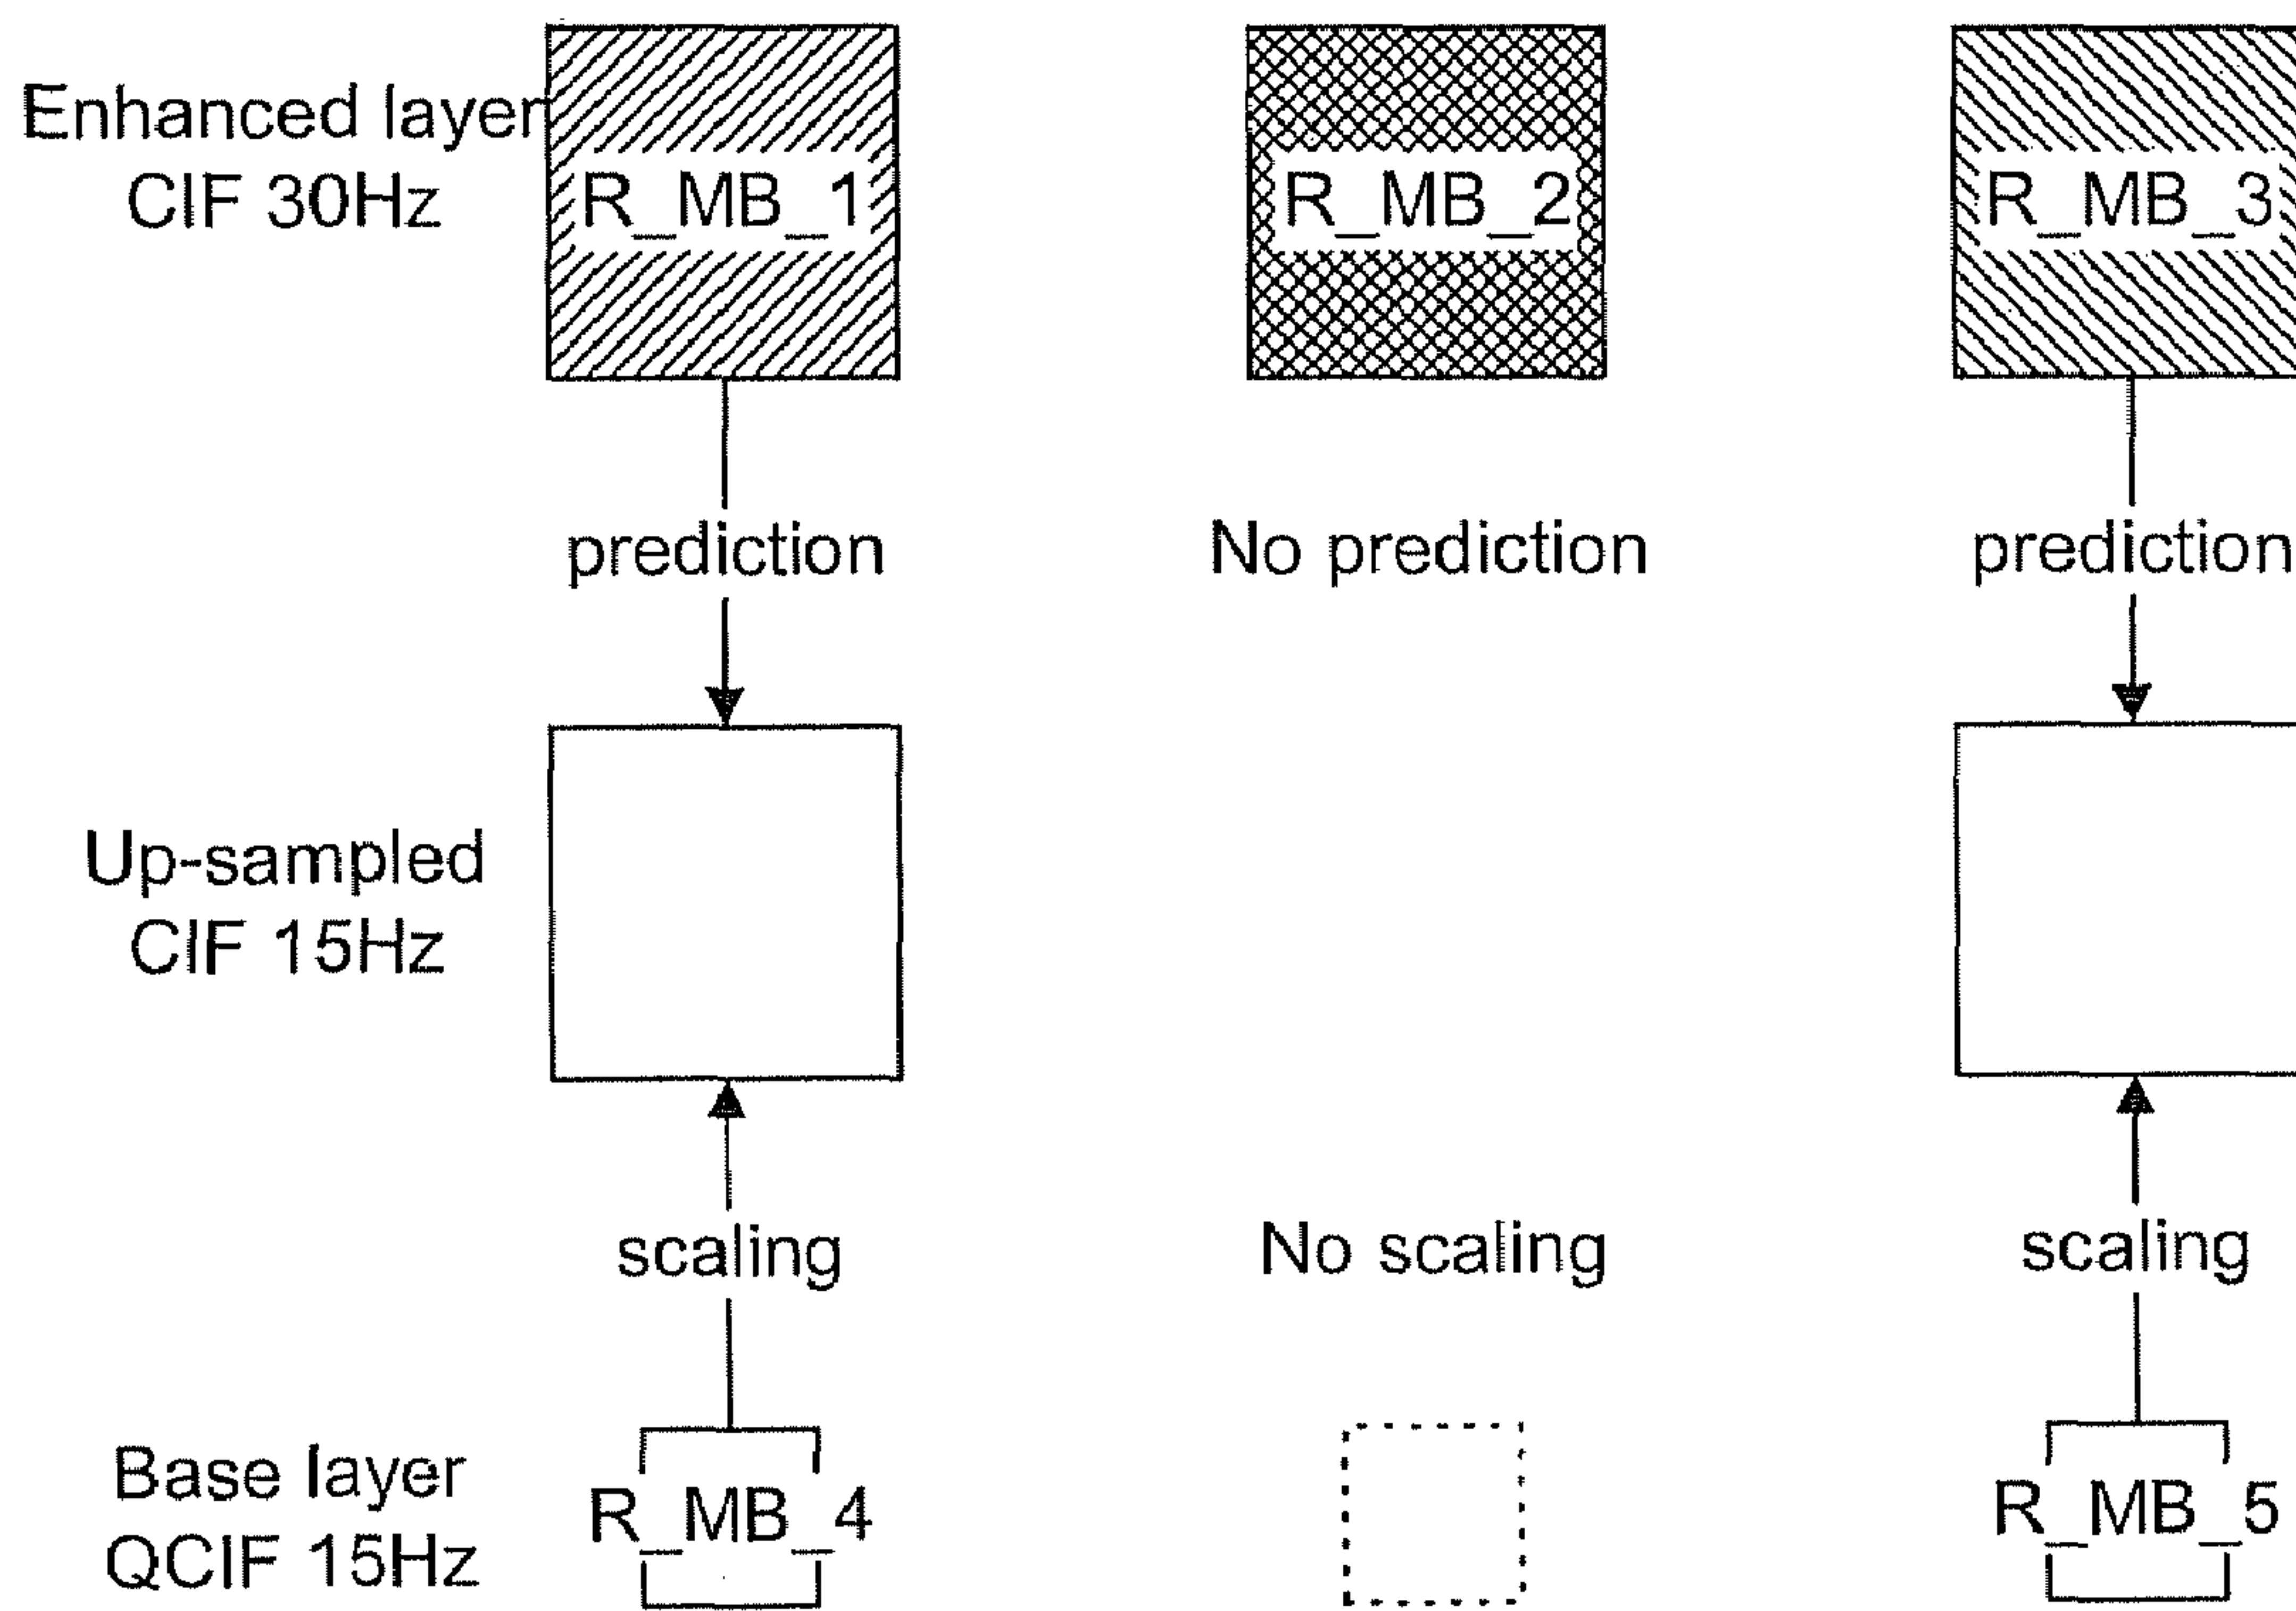 Enhanced layer
CIF 30Hz
R_MB_1
R_MB_2
R_MB_3
prediction
No prediction
prediction
Up-sampled
CIF 15Hz
scaling
No scaling
scaling
Base layer
QCIF 15Hz
R_MB_4
R_MB_5